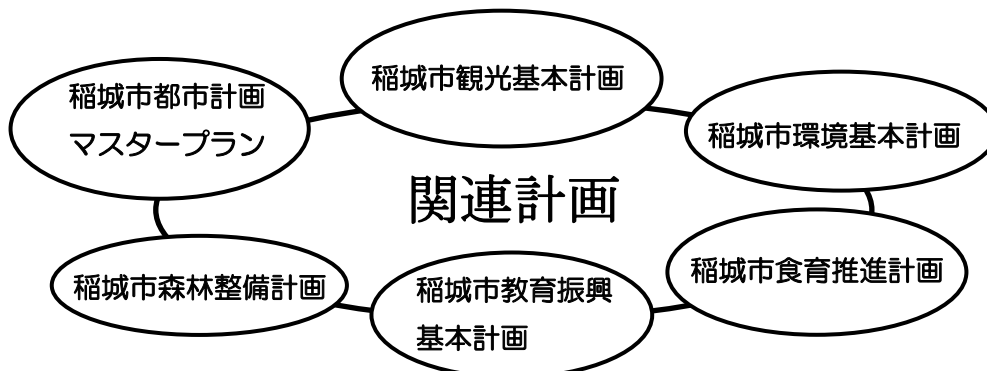 稲城市観光基本計画
稲城市都市計画
マスタープラン
稲城市環境基本計画
関連計画
稲城市食育推進計画
稲城市森林整備計画
稲城市教育振興
基本計画